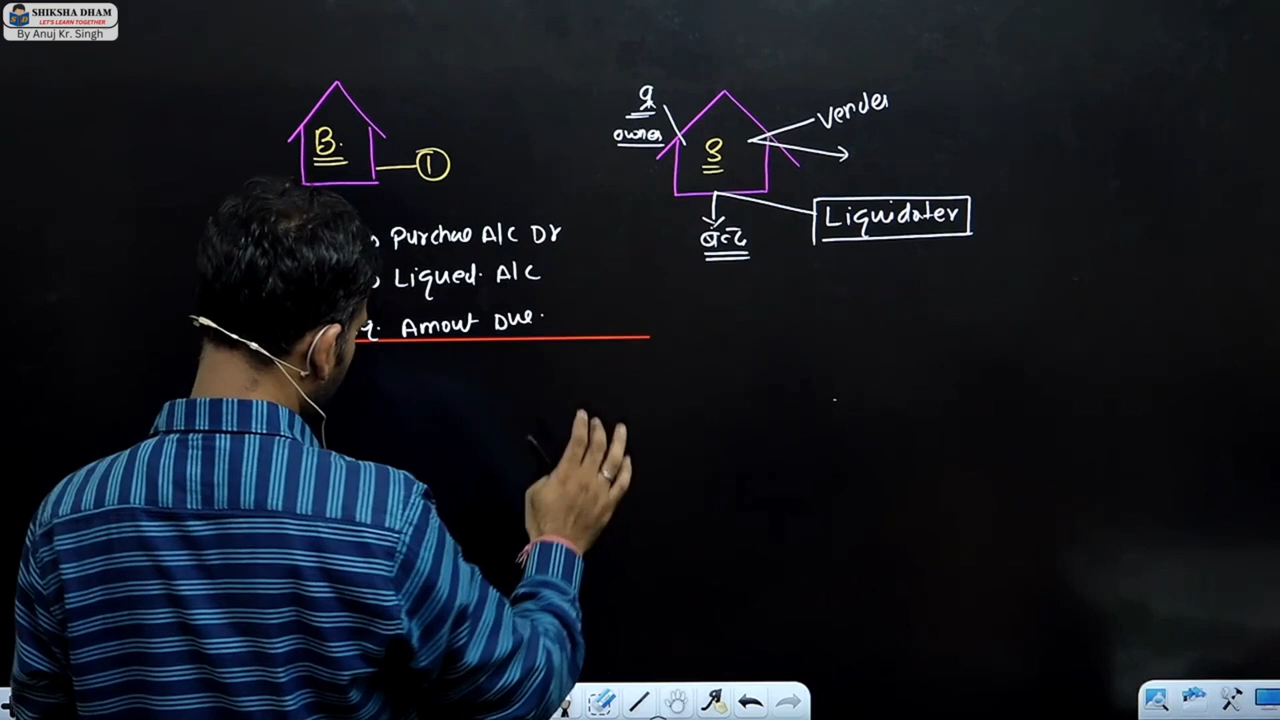 SHIKSHA DHAM
LET'S LEARN TOGETHER
By Anuj Kr. Singh
B.
1
owner
S
Vender
Liquidater
Purchae A/c Dr
Liqued. A/c
Amout Due.